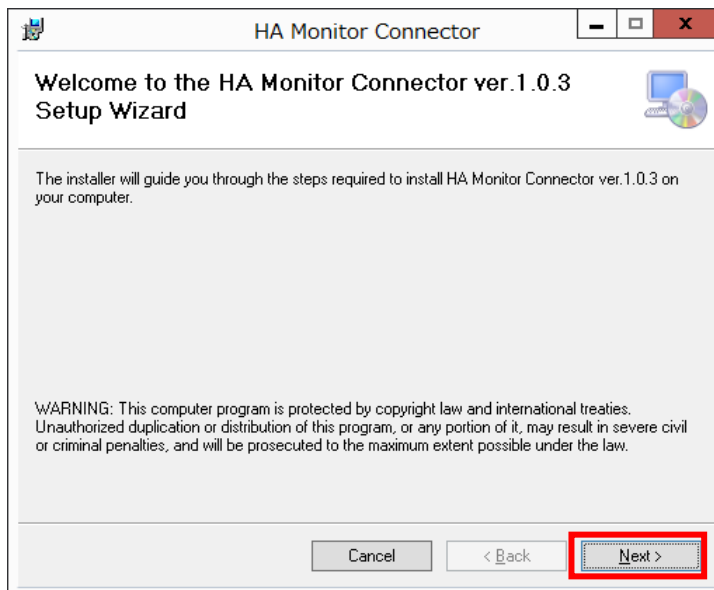 HA Monitor Connector
Welcome to the HA Monitor Connector ver.1.0.3
Setup Wizard
The installer will guide you through the steps required to install HA Monitor Connector ver.1.0.3 on
your computer.
WARNING: This computer program is protected by copyright law and international treaties.
Unauthorized duplication or distribution of this program, or any portion of it, may result in severe civil
or criminal penalties, and will be prosecuted to the maximum extent possible under the law.
Cancel < Back Next >